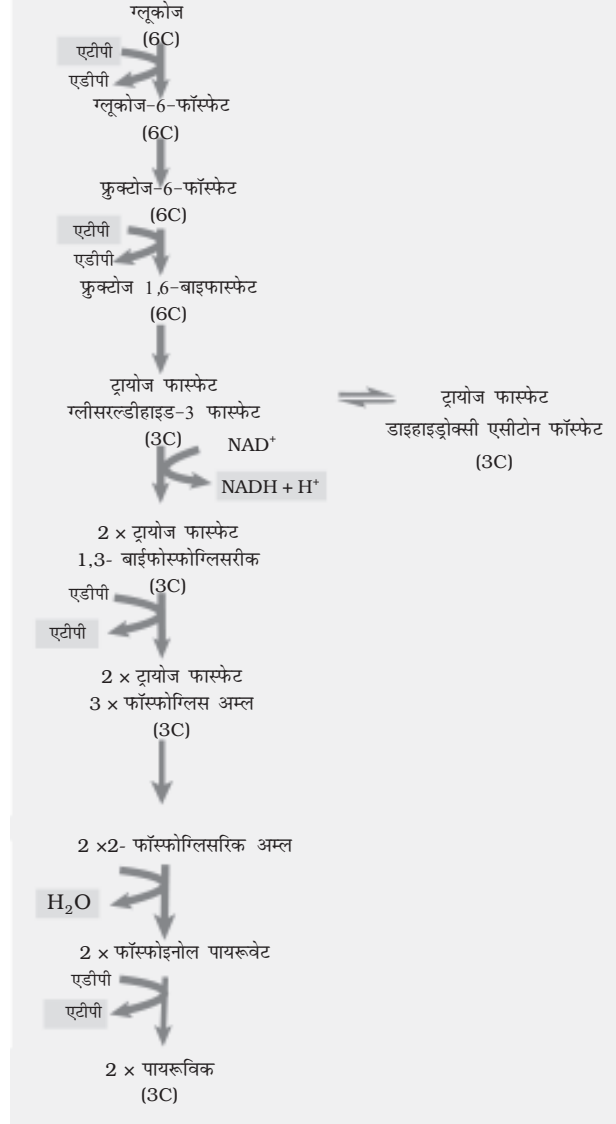 ग्लूकोज
(6C)
एटीपी
एडीपी
ग्लूकोज-6-फॉस्फेट
(6C)
फ्रुक्टोज-6-फॉस्फेट
(6C)
एटीपी
एडीपी
फ्रुक्टोज 1,6-बाइफास्फेट
(6C)
ट्रायोज फास्फेट
ग्लीसरल्डीहाइड-3 फास्फेट
(3C)
ट्रायोज फास्फेट
डाइहाइड्रोक्सी एसीटोन फॉस्फेट
(3C)
NAD⁺
NADH + H⁺
2 × ट्रायोज फास्फेट
1,3- बाईफोस्फोग्लिसरीक
(3C)
एडीपी
एटीपी
2 × ट्रायोज फास्फेट
3 × फॉस्फोग्लिस अम्ल
(3C)
2 ×2- फॉस्फोग्लिसरिक अम्ल
H₂O
2 × फॉस्फोइनोल पायरूवेट
एडीपी
एटीपी
2 × पायरूविक
(3C)